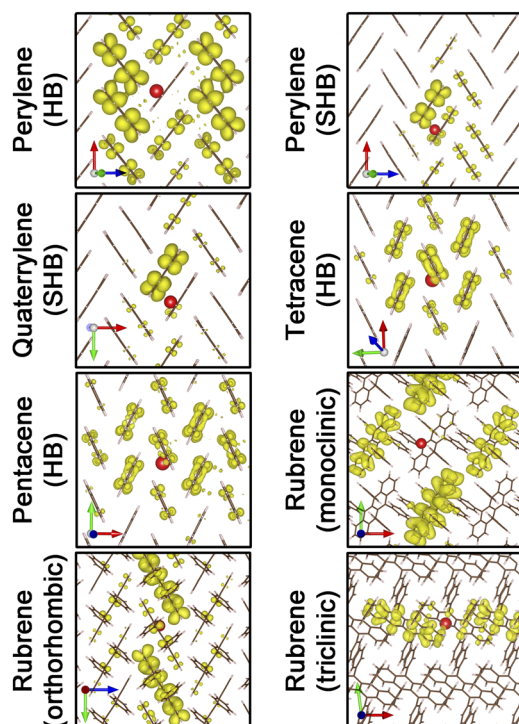 Perylene
(HB)
Perylene
(SHB)
Quaterrylene
(SHB)
Tetracene
(HB)
Pentacene
(HB)
Rubrene
(monoclinic)
Rubrene
(orthorhombic)
Rubrene
(triclinic)